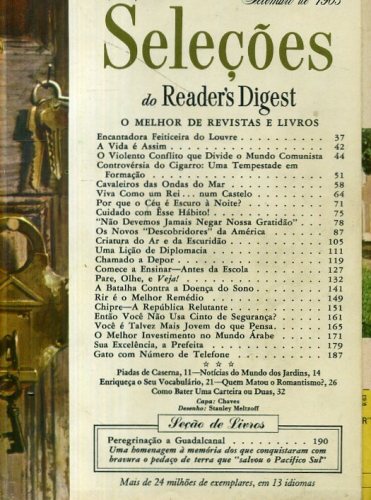 Setembro de 1963
Seleções
do Reader's Digest
O MELHOR DE REVISTAS E LIVROS
Encantadora Feiticeira do Louvre . . . . . . . 37
A Vida é Assim . . . . . . . . . . . . 42
O Violento Conflito que Divide o Mundo Comunista 44
Controvérsia do Cigarro: Uma Tempestade em
Formação . . . . . . . . . . . . . 51
Cavaleiros das Ondas do Mar . . . . . . . . 58
Viva Como um Rei . . . num Castelo . . . . . . 64
Por que o Céu é Escuro à Noite? . . . . . . . 71
Cuidado com Êsse Hábito! . . . . . . . . . 75
"Não Devemos Jamais Negar Nossa Gratidão" . . . 78
Os Novos "Descobridores" da América . . . . . 87
Criatura do Ar e da Escuridão . . . . . . . . 105
Uma Lição de Diplomacia . . . . . . . . . 111
Chamado a Depor . . . . . . . . . . . 119
Comece a Ensinar—Antes da Escola . . . . . . 127
Pare, Olhe, e Veja! . . . . . . . . . . . 132
A Batalha Contra a Doença do Sono . . . . . . 141
Rir é o Melhor Remédio . . . . . . . . . 149
Chipre—A República Relutante . . . . . . . 151
Então Você Não Usa Cinto de Segurança? . . . . 161
Você é Talvez Mais Jovem do que Pensa . . . . . 165
O Melhor Investimento no Mundo Árabe . . . . 171
Sua Excelência, a Prefeita . . . . . . . . . 179
Gato com Número de Telefone . . . . . . . . 187
Piadas de Caserna, 11—Notícias do Mundo dos Jardins, 14
Enriqueça o Seu Vocabulário, 21—Quem Matou o Romantismo?, 26
Como Bater Uma Carteira ou Duas, 32
Capa: Chaves
Desenho: Stanley Meltzoff
Seção de Livros
Peregrinação a Guadalcanal . . . . . . 190
Uma homenagem à memória dos que conquistaram com
bravura o pedaço de terra que "salvou o Pacífico Sul"
Mais de 24 milhões de exemplares, em 13 idiomas